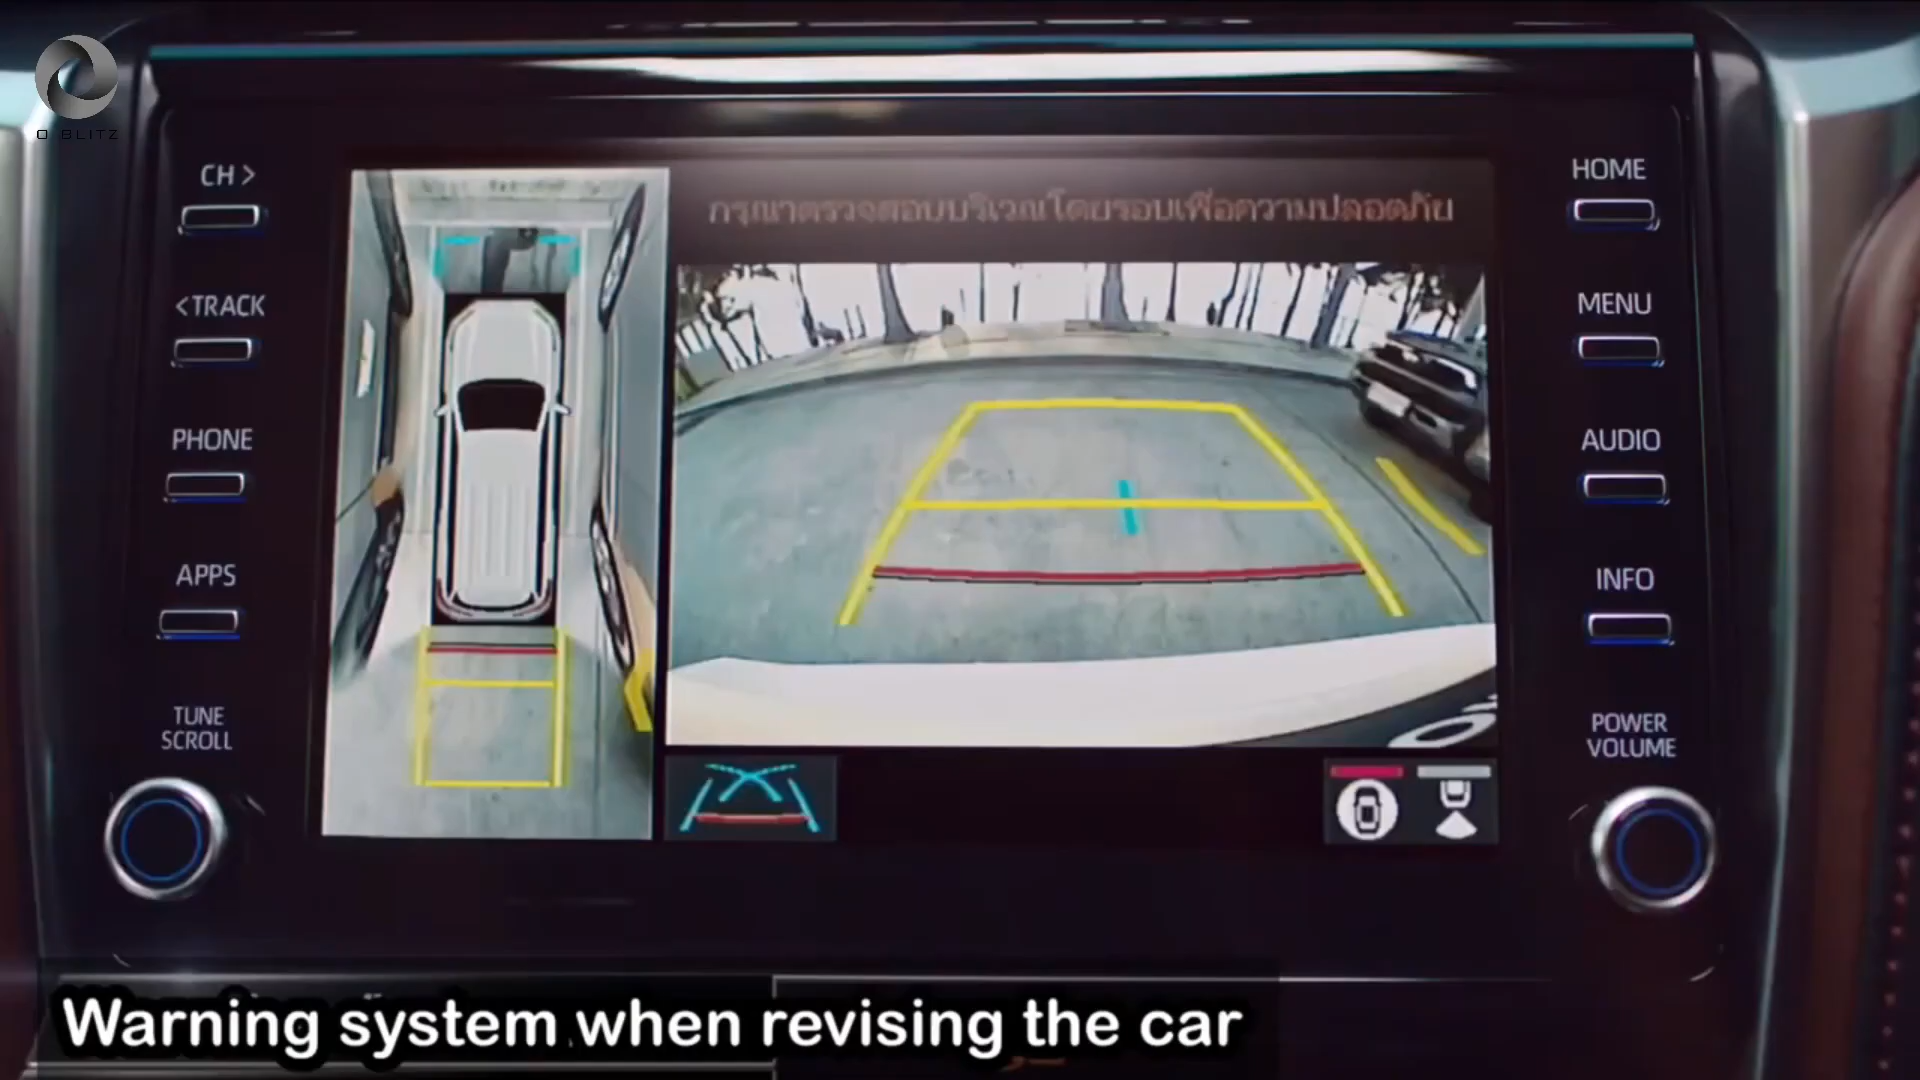 O BLITZ
CH >
< TRACK
PHONE
APPS
TUNE
SCROLL
กรุณาตรวจสอบบริเวณโดยรอบเพื่อความปลอดภัย
HOME
MENU
AUDIO
INFO
POWER
VOLUME
Warning system when revising the car